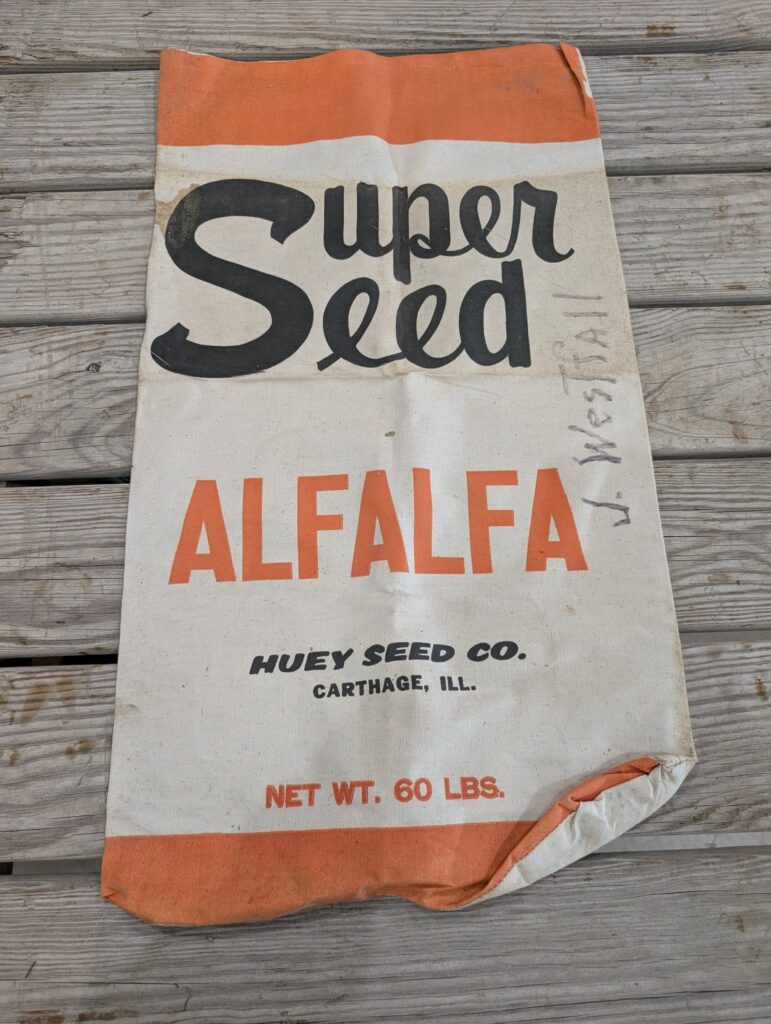 Super
Seed
J. Westfall
ALFALFA
HUEY SEED CO.
CARTHAGE, ILL.
NET WT. 60 LBS.